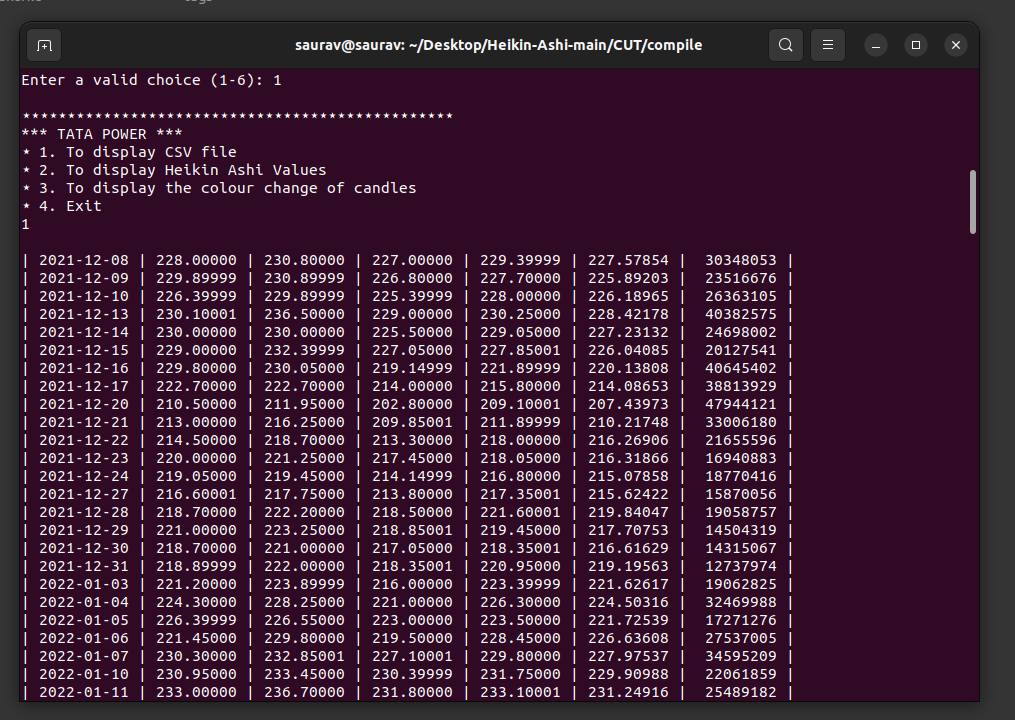 saurav@saurav: ~/Desktop/Heikin-Ashi-main/CUT/compile
Enter a valid choice (1-6): 1
************************************************
*** TATA POWER ***
* 1. To display CSV file
* 2. To display Heikin Ashi Values
* 3. To display the colour change of candles
* 4. Exit
1
| 2021-12-08 | 228.00000 | 230.80000 | 227.00000 | 229.39999 | 227.57854 |  30348053 |
| 2021-12-09 | 229.89999 | 230.89999 | 226.80000 | 227.70000 | 225.89203 |  23516676 |
| 2021-12-10 | 226.39999 | 229.89999 | 225.39999 | 228.00000 | 226.18965 |  26363105 |
| 2021-12-13 | 230.10001 | 236.50000 | 229.00000 | 230.25000 | 228.42178 |  40382575 |
| 2021-12-14 | 230.00000 | 230.00000 | 225.50000 | 229.05000 | 227.23132 |  24698002 |
| 2021-12-15 | 229.00000 | 232.39999 | 227.05000 | 227.85001 | 226.04085 |  20127541 |
| 2021-12-16 | 229.80000 | 230.05000 | 219.14999 | 221.89999 | 220.13808 |  40645402 |
| 2021-12-17 | 222.70000 | 222.70000 | 214.00000 | 215.80000 | 214.08653 |  38813929 |
| 2021-12-20 | 210.50000 | 211.95000 | 202.80000 | 209.10001 | 207.43973 |  47944121 |
| 2021-12-21 | 213.00000 | 216.25000 | 209.85001 | 211.89999 | 210.21748 |  33006180 |
| 2021-12-22 | 214.50000 | 218.70000 | 213.30000 | 218.00000 | 216.26906 |  21655596 |
| 2021-12-23 | 220.00000 | 221.25000 | 217.45000 | 218.05000 | 216.31866 |  16940883 |
| 2021-12-24 | 219.05000 | 219.45000 | 214.14999 | 216.80000 | 215.07858 |  18770416 |
| 2021-12-27 | 216.60001 | 217.75000 | 213.80000 | 217.35001 | 215.62422 |  15870056 |
| 2021-12-28 | 218.70000 | 222.20000 | 218.50000 | 221.60001 | 219.84047 |  19058757 |
| 2021-12-29 | 221.00000 | 223.25000 | 218.85001 | 219.45000 | 217.70753 |  14504319 |
| 2021-12-30 | 218.70000 | 221.00000 | 217.05000 | 218.35001 | 216.61629 |  14315067 |
| 2021-12-31 | 218.89999 | 222.00000 | 218.35001 | 220.95000 | 219.19563 |  12737974 |
| 2022-01-03 | 221.20000 | 223.89999 | 216.00000 | 223.39999 | 221.62617 |  19062825 |
| 2022-01-04 | 224.30000 | 228.25000 | 221.00000 | 226.30000 | 224.50316 |  32469988 |
| 2022-01-05 | 226.39999 | 226.55000 | 223.00000 | 223.50000 | 221.72539 |  17271276 |
| 2022-01-06 | 221.45000 | 229.80000 | 219.50000 | 228.45000 | 226.63608 |  27537005 |
| 2022-01-07 | 230.30000 | 232.85001 | 227.10001 | 229.80000 | 227.97537 |  34595209 |
| 2022-01-10 | 230.95000 | 233.45000 | 230.39999 | 231.75000 | 229.90988 |  22061859 |
| 2022-01-11 | 233.00000 | 236.70000 | 231.80000 | 233.10001 | 231.24916 |  25489182 |